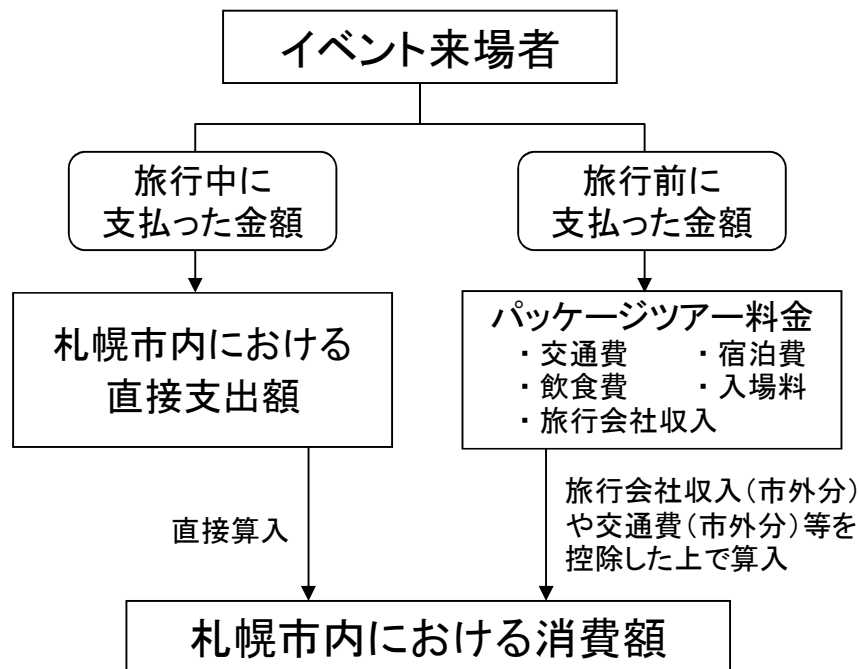 イベント来場者
旅行中に
支払った金額
旅行前に
支払った金額
札幌市内における
直接支出額
パッケージツアー料金
・交通費 ・宿泊費
・飲食費 ・入場料
・旅行会社収入
直接算入
旅行会社収入（市外分）
や交通費（市外分）等を
控除した上で算入
札幌市内における消費額